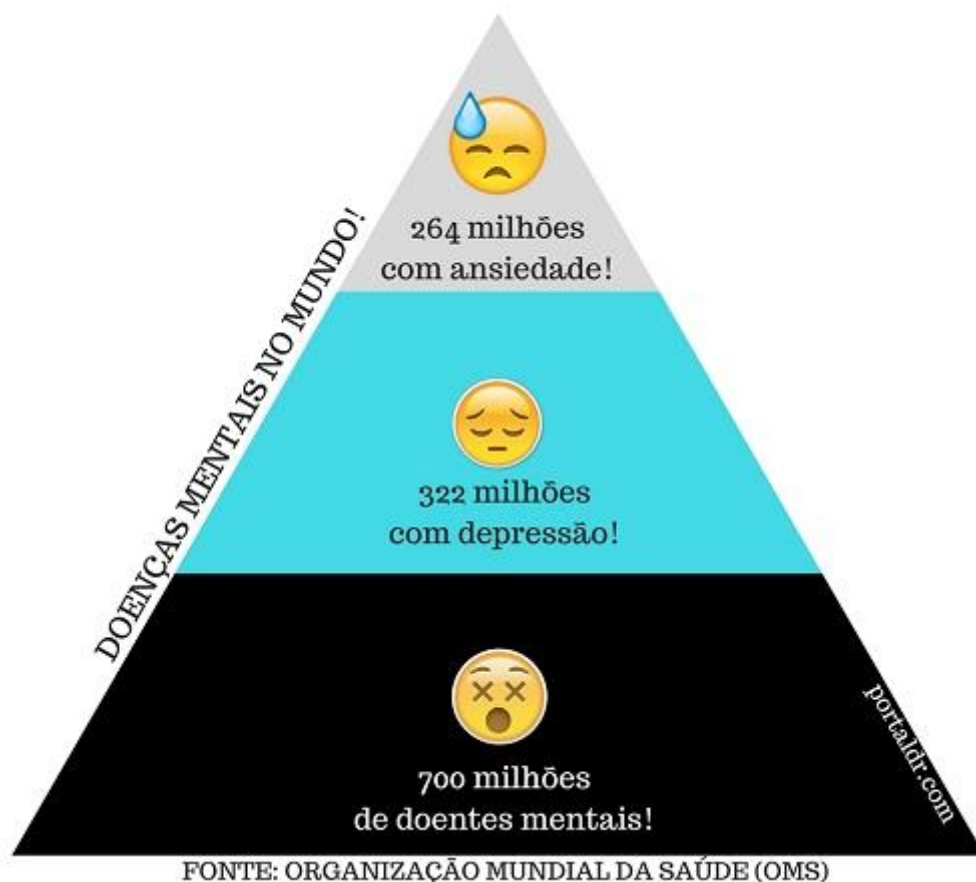 DOENÇAS MENTAIS NO MUNDO!
264 milhões
com ansiedade!
322 milhões
com depressão!
700 milhões
de doentes mentais!
portaldr.com
FONTE: ORGANIZAÇÃO MUNDIAL DA SAÚDE (OMS)